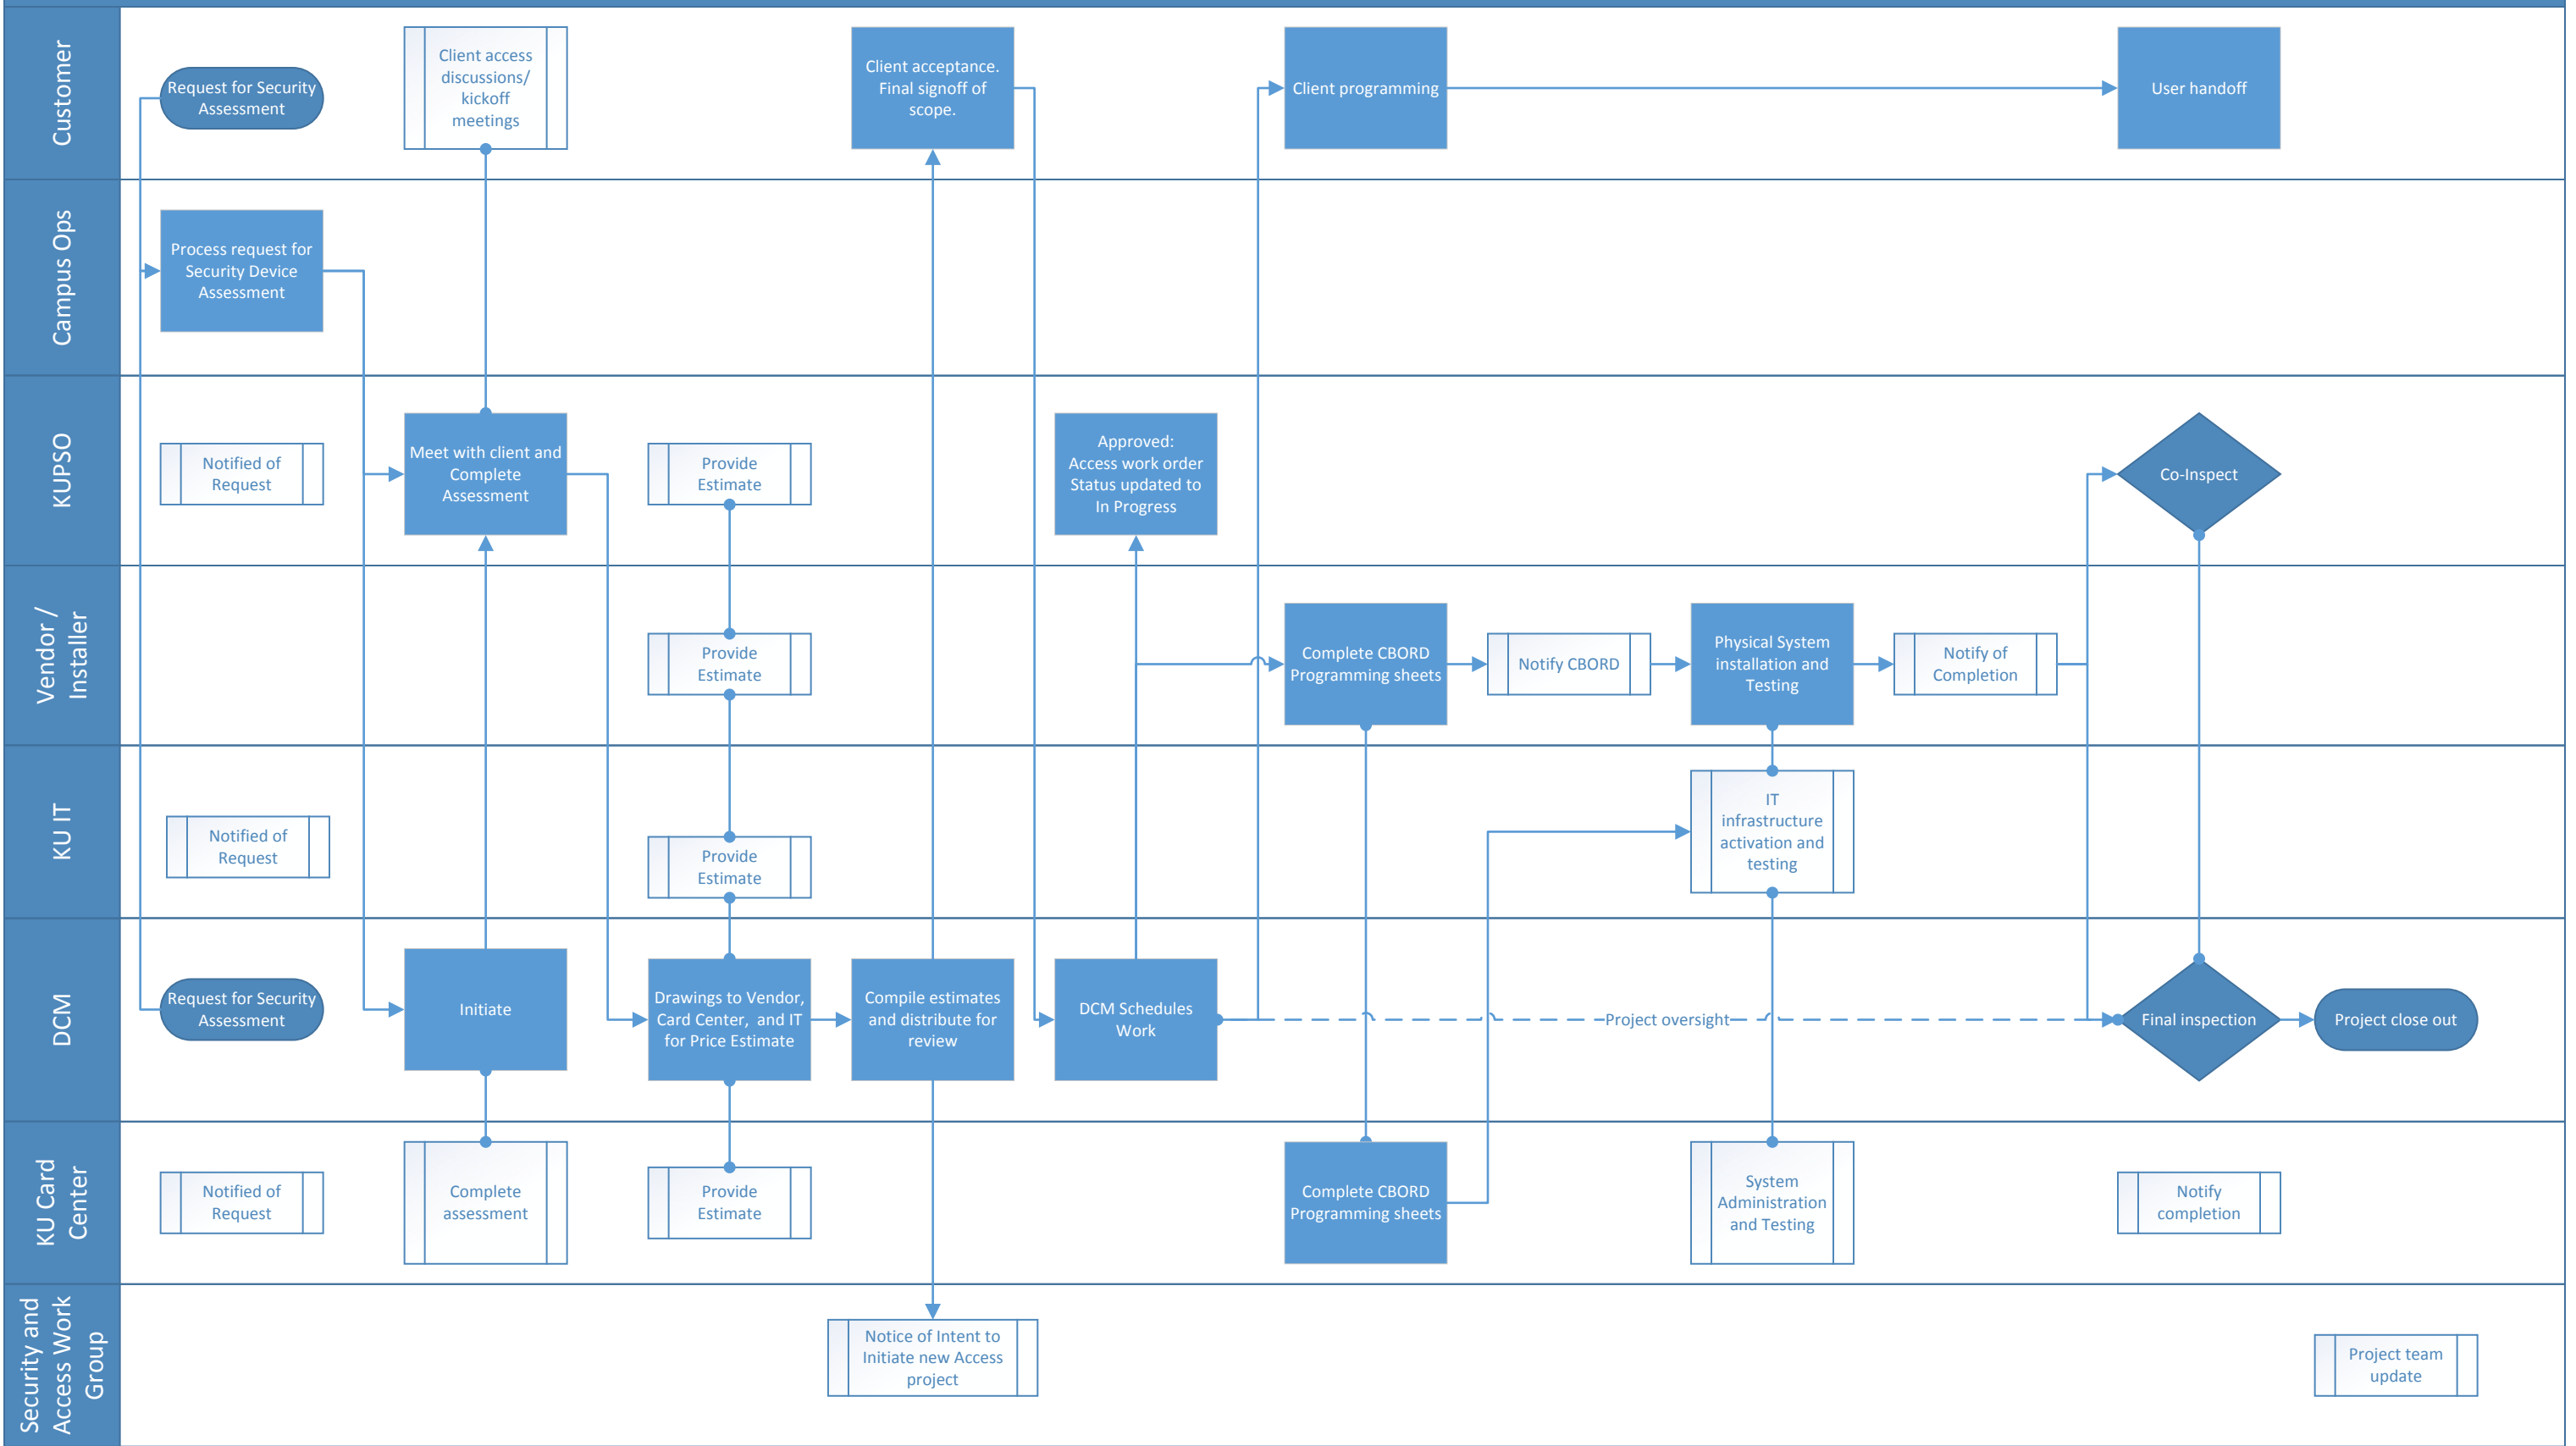 Customer
Request for Security
Assessment
Client access
discussions/
kickoff
meetings
Client acceptance.
Final signoff of
scope.
Client programming
User handoff
Campus Ops
Process request for
Security Device
Assessment
KUPSO
Notified of
Request
Meet with client and
Complete
Assessment
Provide
Estimate
Approved:
Access work order
Status updated to
In Progress
Co-Inspect
Vendor /
Installer
Provide
Estimate
Complete CBORD
Programming sheets
Notify CBORD
Physical System
installation and
Testing
Notify of
Completion
KU IT
Notified of
Request
Provide
Estimate
IT
infrastructure
activation and
testing
DCM
Request for Security
Assessment
Initiate
Drawings to Vendor,
Card Center, and IT
for Price Estimate
Compile estimates
and distribute for
review
DCM Schedules
Work
Project oversight
Final inspection
Project close out
KU Card
Center
Notified of
Request
Complete
assessment
Provide
Estimate
Complete CBORD
Programming sheets
System
Administration
and Testing
Notify
completion
Security and
Access Work
Group
Notice of Intent to
Initiate new Access
project
Project team
update